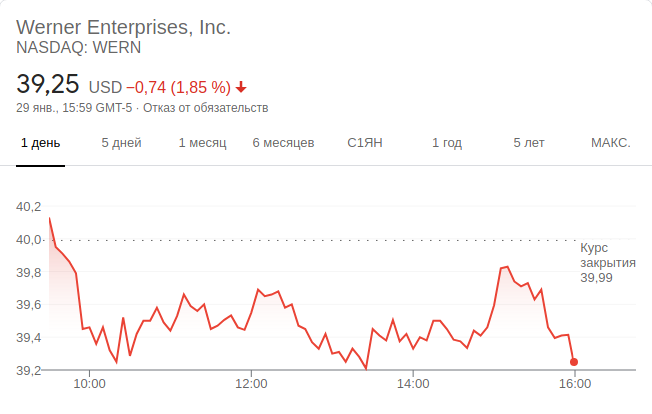 Werner Enterprises, Inc.
NASDAQ: WERN
39,25 USD −0,74 (1,85 %)
29 янв., 15:59 GMT-5 · Отказ от обязательств
1 день 5 дней 1 месяц 6 месяцев С1ЯН 1 год 5 лет МАКС.
40,2
40,0
Курс
закрытия
39,99
39,8
39,6
39,4
39,2
10:00 12:00 14:00 16:00